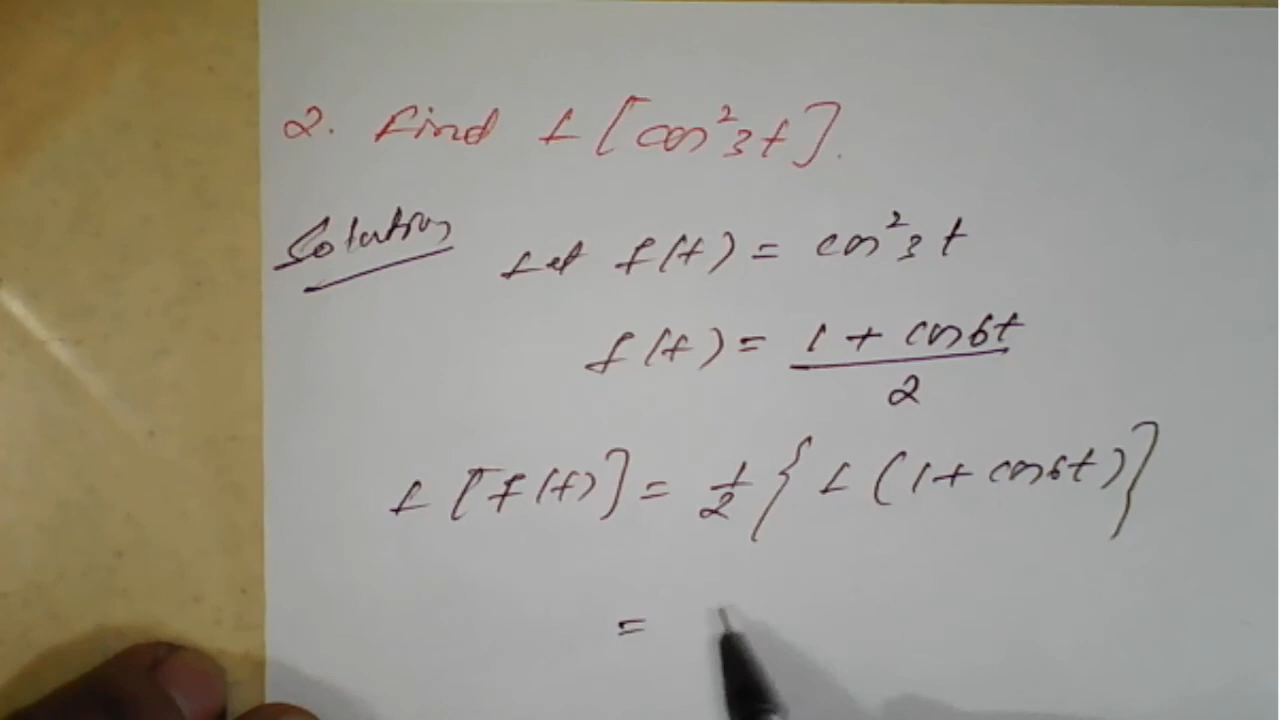 2. Find L[cos²3t].
Solution
Let f(t) = cos²3t
f(t) = 1 + cos6t / 2
L[f(t)] = 1/2 { L(1 + cos6t) }
=